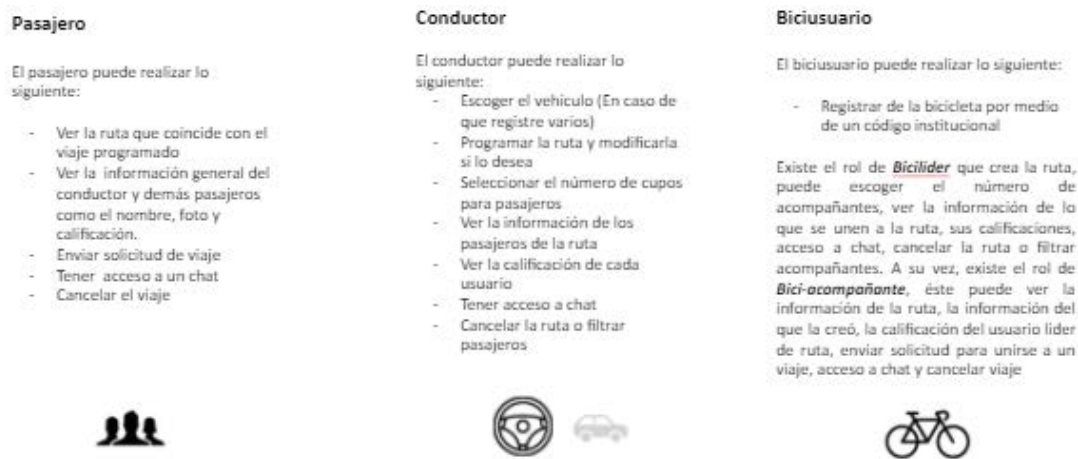 Pasajero
El pasajero puede realizar lo
siguiente:
- Ver la ruta que coincide con el
viaje programado
- Ver la información general del
conductor y demás pasajeros
como el nombre, foto y
calificación.
- Enviar solicitud de viaje
- Tener acceso a un chat
- Cancelar el viaje
Conductor
El conductor puede realizar lo
siguiente:
- Escoger el vehículo (En caso de
que registre varios)
- Programar la ruta y modificarla
si lo desea
- Seleccionar el número de cupos
para pasajeros
- Ver la información de los
pasajeros de la ruta
- Ver la calificación de cada
usuario
- Tener acceso a chat
- Cancelar la ruta o filtrar
pasajeros
Biciusuario
El biciusuario puede realizar lo siguiente:
- Registrar de la bicicleta por medio
de un código institucional
Existe el rol de Bicilider que crea la ruta,
puede escoger el número de
acompañantes, ver la información de lo
que se unen a la ruta, sus calificaciones,
acceso a chat, cancelar la ruta o filtrar
acompañantes. A su vez, existe el rol de
Bici-acompañante, éste puede ver la
información de la ruta, la información del
que la creó, la calificación del usuario lider
de ruta, enviar solicitud para unirse a un
viaje, acceso a chat y cancelar viaje